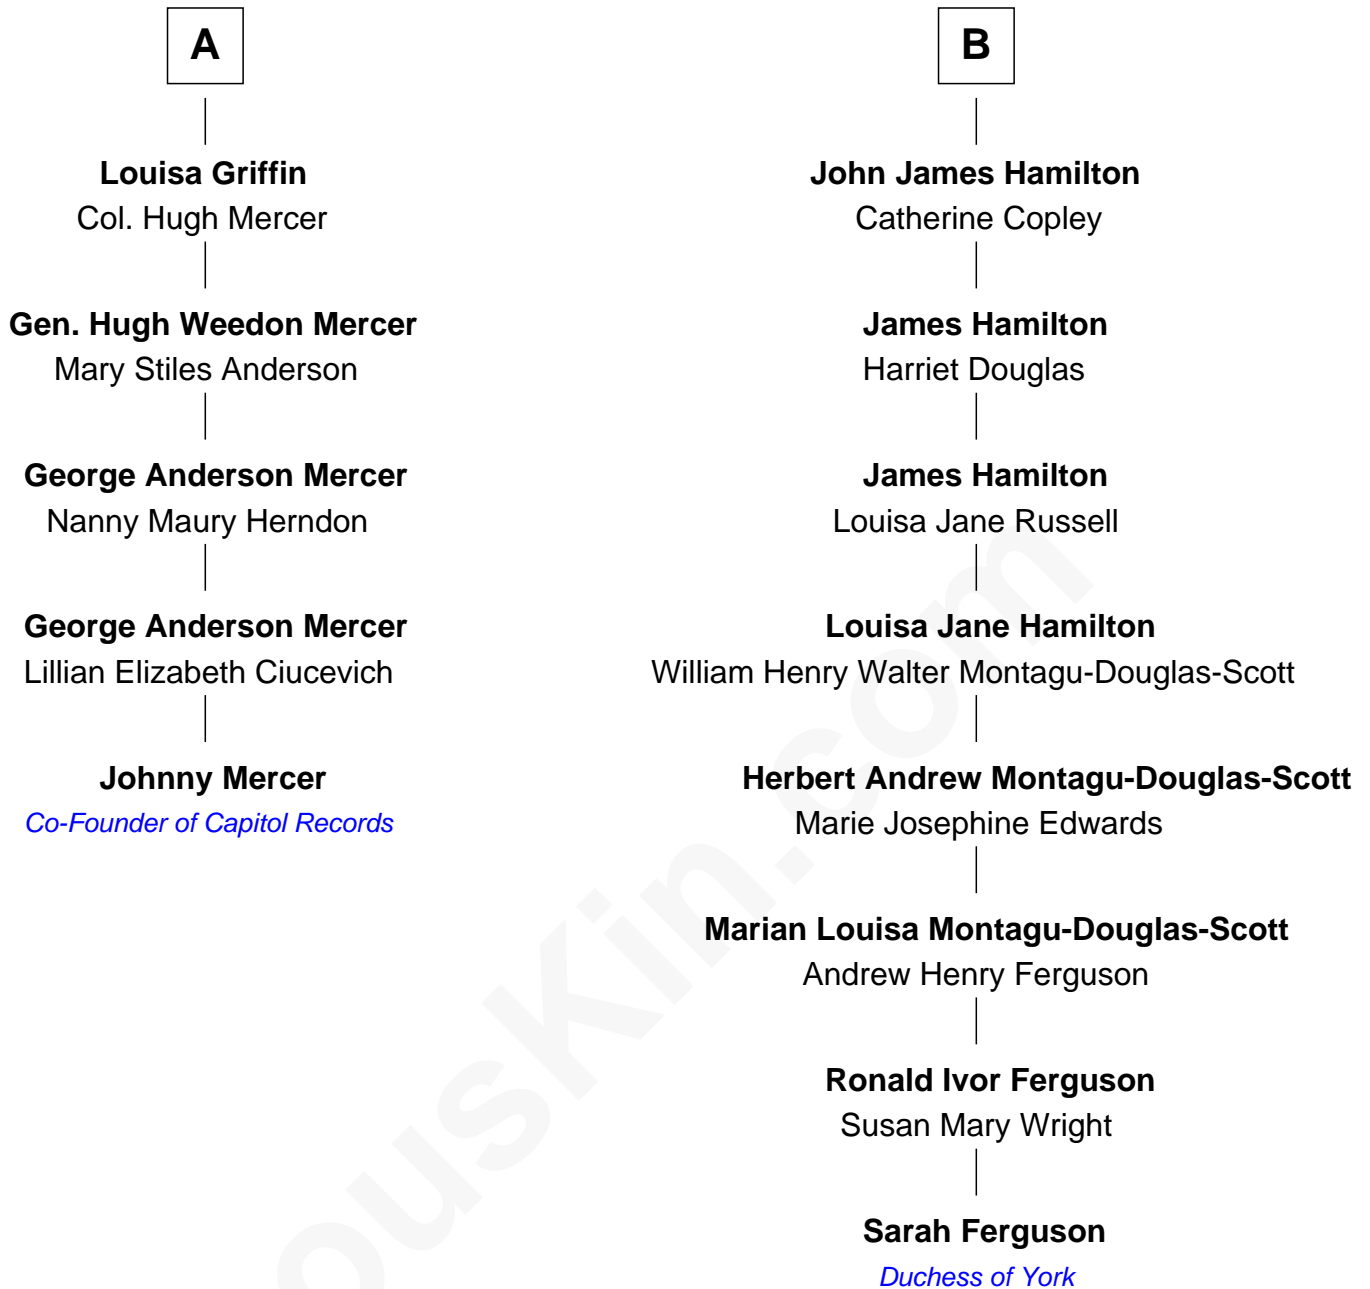 A
Louisa Griffin
Col. Hugh Mercer
Gen. Hugh Weedon Mercer
Mary Stiles Anderson
George Anderson Mercer
Nanny Maury Herndon
George Anderson Mercer
Lillian Elizabeth Ciucevich
Johnny Mercer
Co-Founder of Capitol Records
B
John James Hamilton
Catherine Copley
James Hamilton
Harriet Douglas
James Hamilton
Louisa Jane Russell
Louisa Jane Hamilton
William Henry Walter Montagu-Douglas-Scott
Herbert Andrew Montagu-Douglas-Scott
Marie Josephine Edwards
Marian Louisa Montagu-Douglas-Scott
Andrew Henry Ferguson
Ronald Ivor Ferguson
Susan Mary Wright
Sarah Ferguson
Duchess of York
ousKin.com